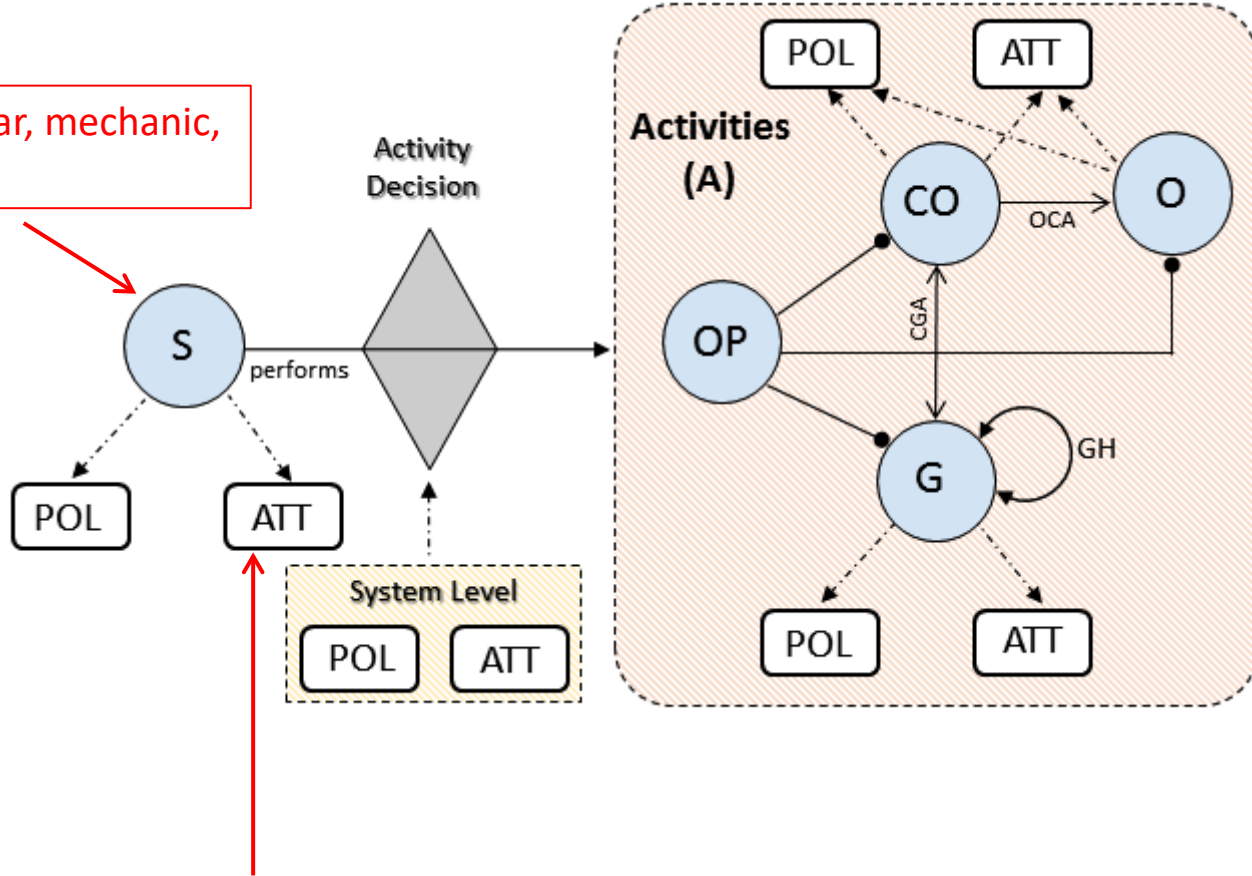 POL
ATT
Activities
(A)
ar, mechanic,
Activity
Decision
CO
OCA
O
S
performs
OP
CGA
G
GH
POL
ATT
System Level
POL
ATT
POL
ATT